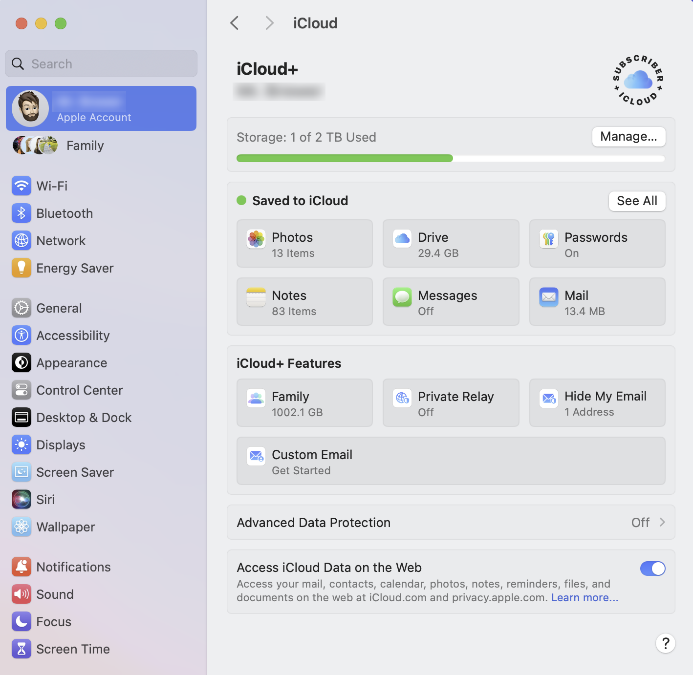 Search
Apple Account
Family
Wi-Fi
Bluetooth
Network
Energy Saver
General
Accessibility
Appearance
Control Center
Desktop & Dock
Displays
Screen Saver
Siri
Wallpaper
Notifications
Sound
Focus
Screen Time
iCloud
iCloud+
SUBSCRIBER
ICLOUD
Storage: 1 of 2 TB Used
Manage...
Saved to iCloud
See All
Photos
13 Items
Drive
29.4 GB
Passwords
On
Notes
83 Items
Messages
Off
Mail
13.4 MB
iCloud+ Features
Family
1002.1 GB
Private Relay
Off
Hide My Email
1 Address
Custom Email
Get Started
Advanced Data Protection
Off
Access iCloud Data on the Web
Access your mail, contacts, calendar, photos, notes, reminders, files, and
documents on the web at iCloud.com and privacy.apple.com. Learn more...
?